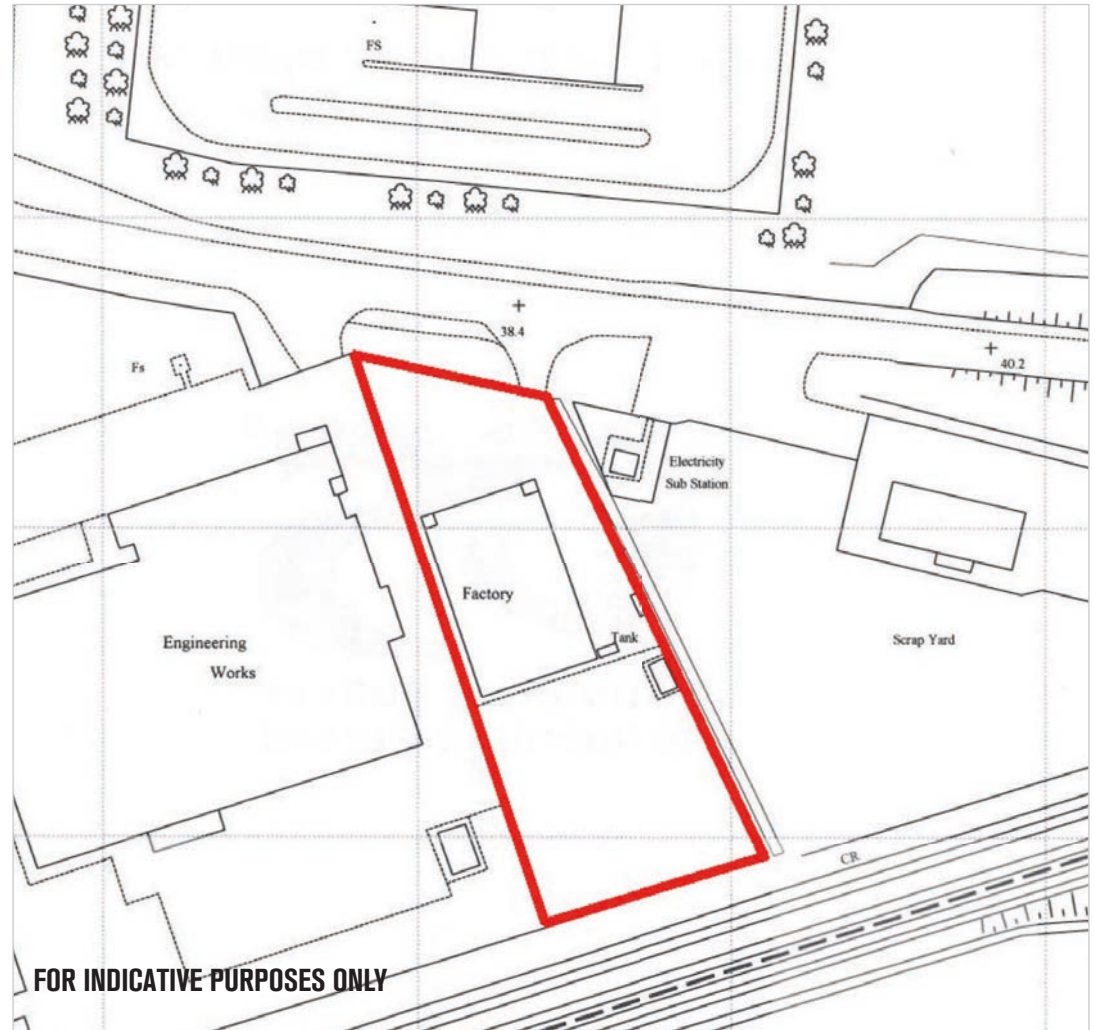 FS
38.4
40.2
Fs
Electricity
Sub Station
Factory
Tank
Engineering
Works
Scrap Yard
CR
FOR INDICATIVE PURPOSES ONLY